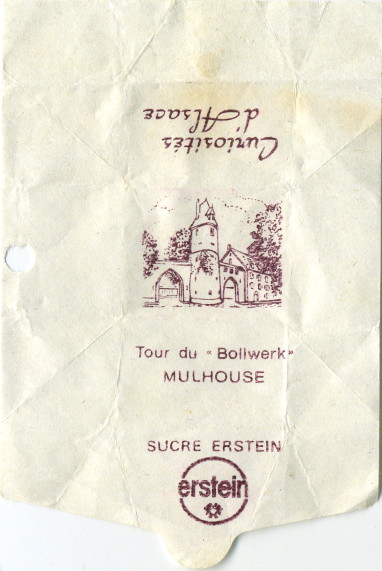 Curiosités
d'Alsace
Tour du « Bollwerk »
MULHOUSE
SUCRE ERSTEIN
erstein